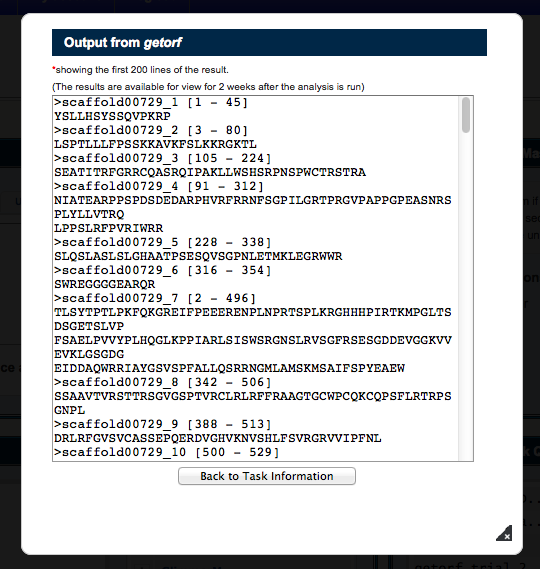 Output from getorf
*showing the first 200 lines of the result.
(The results are available for view for 2 weeks after the analysis is run)
>scaffold00729_1 [1 - 45]
YSLLHSYSSQVPKRP
>scaffold00729_2 [3 - 80]
LSPTLLLFPSSKKAVKFSLKKRGKTL
>scaffold00729_3 [105 - 224]
SEATITRFGRRCQASRQIPAKLLWSHSRPNSPWCTRSTRA
>scaffold00729_4 [91 - 312]
NIATEARPPSPDSDEDARPHVRFRRNFSGPILGRTPRGVPAPPGPEASNRS
PLYLLVTRQ
LPPSLRFPVRIWRR
>scaffold00729_5 [228 - 338]
SLQSLASLSLGHAATPSESQVSGPNLETMKLEGRWWR
>scaffold00729_6 [316 - 354]
SWREGGGGEARQR
>scaffold00729_7 [2 - 496]
TLSYTPTLPKFQKGREIFPEEERENPLNPRTSPLKRGHHHPIRTKMPGLTS
DSGETSLVP
FSAELPVVYPLHQGLKPPIARLSISWSRGNSLRVSGFRSESGDDEVGGKVV
EVKLGSGDG
EIDDAQWRRIAYGSVSPFALLQSRRNGMLAMSKMSAIFSPYEAEW
>scaffold00729_8 [342 - 506]
SSAAVTVRSTTRSGVGSPTVRCLRLRFFRAAGTGCWPCQKCQPSFLRTRPS
GNPL
>scaffold00729_9 [388 - 513]
DRLRFGVSVCASSEPQERDVGHVKNVSHLFSVRGRVVIPFNL
>scaffold00729_10 [500 - 529]
Back to Task Information